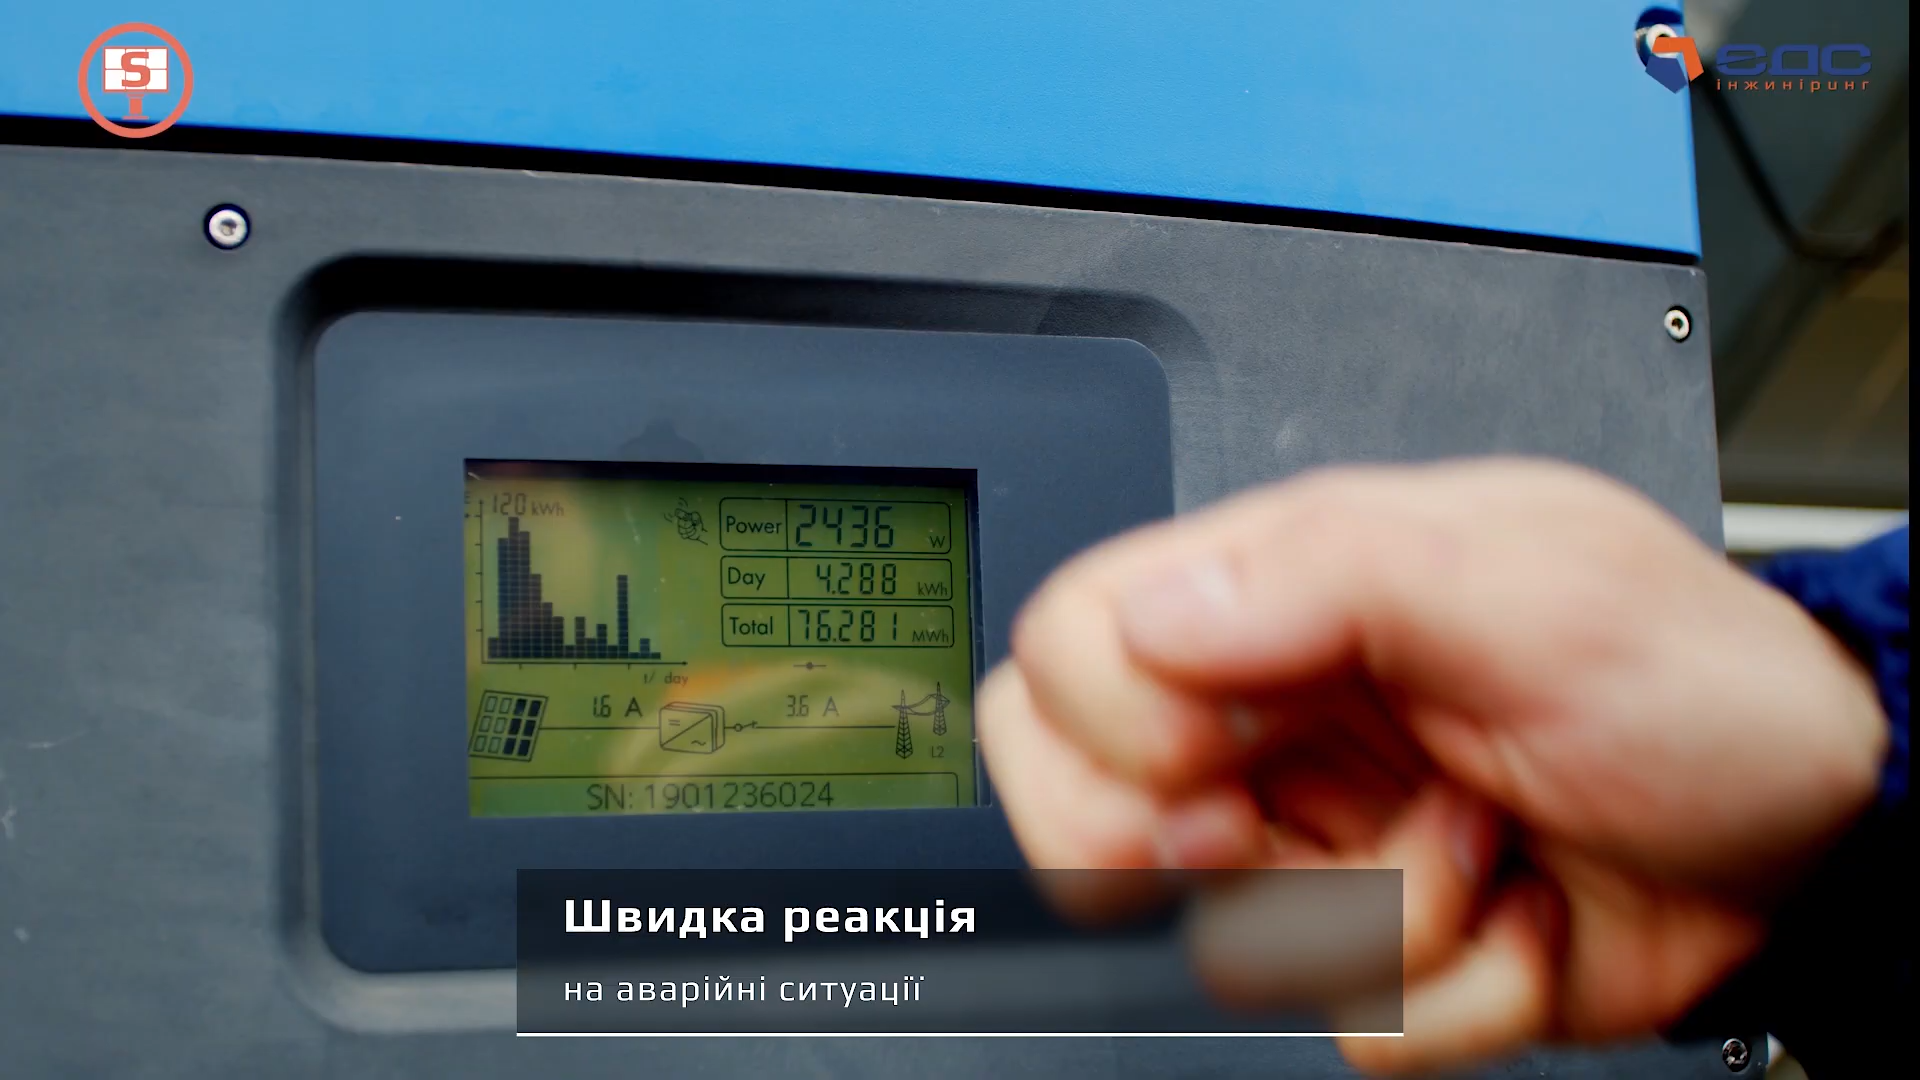 S
ЄДС
інжиніринг
120 kWh
Power 2436 W
Day 4.288 kWh
Total 76.281 MWh
t/ day
1.6 A
3.6 A
L2
SN: 1901236024
Швидка реакція
на аварійні ситуації